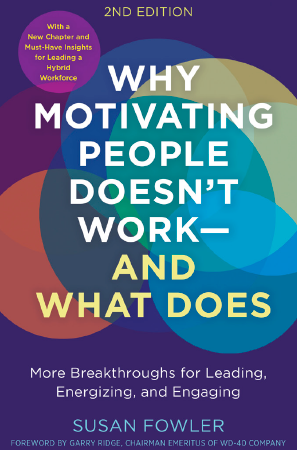 2ND EDITION
With a
New Chapter and
Must-Have Insights
for Leading a
Hybrid
Workforce
WHY
MOTIVATING
PEOPLE
DOESN'T
WORK—
AND
WHAT DOES
More Breakthroughs for Leading,
Energizing, and Engaging
SUSAN FOWLER
FOREWORD BY GARRY RIDGE, CHAIRMAN EMERITUS OF WD-40 COMPANY